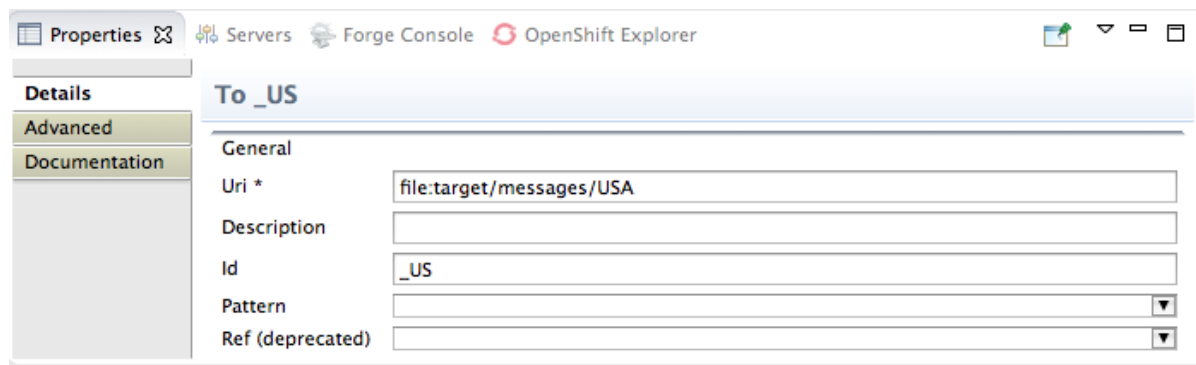 Properties Servers Forge Console OpenShift Explorer
Details
Advanced
Documentation
To _US
General
Uri * file:target/messages/USA
Description
Id _US
Pattern
Ref (deprecated)